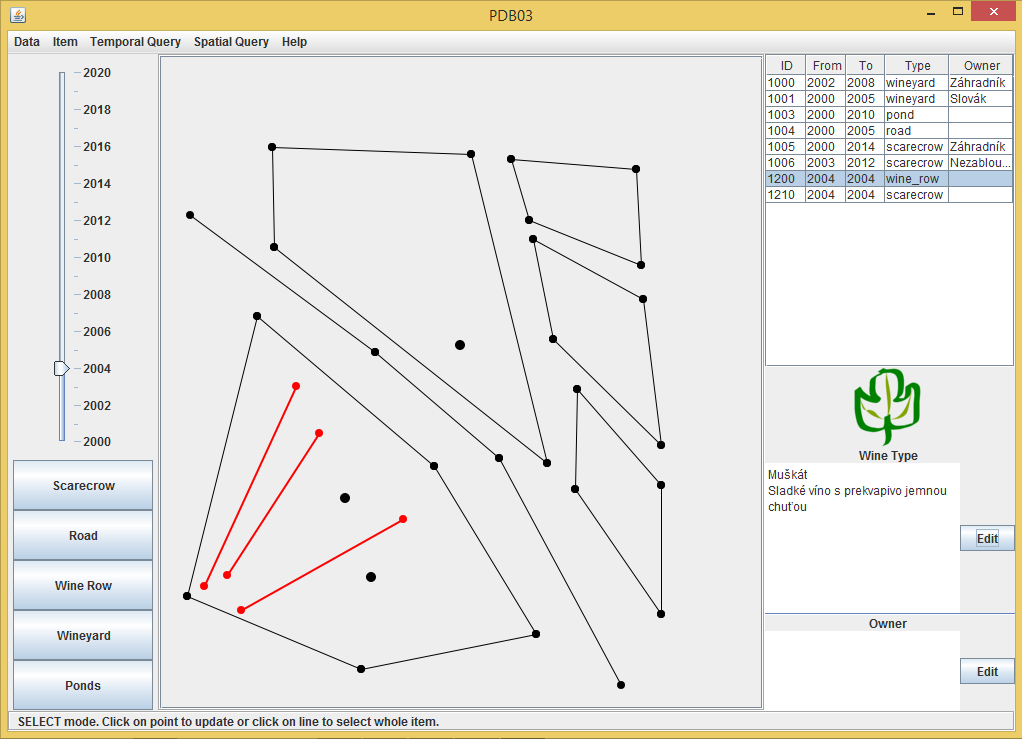 PDB03
Data Item Temporal Query Spatial Query Help
2020
2018
2016
2014
2012
2010
2008
2006
2004
2002
2000
Scarecrow
Road
Wine Row
Wineyard
Ponds
ID From To Type Owner
1000 2002 2008 wineyard Záhradník
1001 2000 2005 wineyard Slovák
1003 2000 2010 pond
1004 2000 2005 road
1005 2000 2014 scarecrow Záhradník
1006 2003 2012 scarecrow Nezablou...
1200 2004 2004 wine_row
1210 2004 2004 scarecrow
Wine Type
Muškát
Sladké víno s prekvapivo jemnou
chuťou
Edit
Owner
Edit
SELECT mode. Click on point to update or click on line to select whole item.